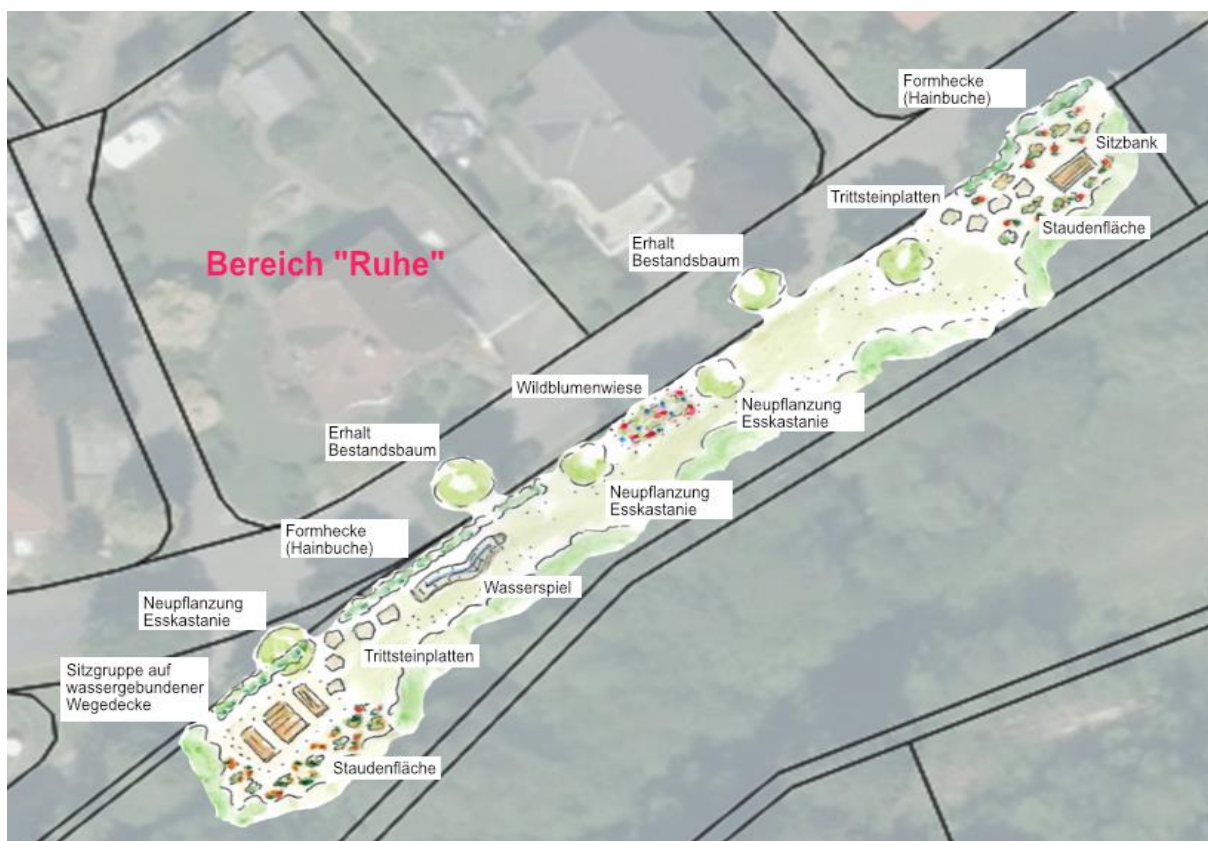 Formhecke
(Hainbuche)
Sitzbank
Trittsteinplatten
Staudenfläche
Erhalt
Bestandsbaum
Bereich "Ruhe"
Wildblumenwiese
Neupflanzung
Esskastanie
Erhalt
Bestandsbaum
Neupflanzung
Esskastanie
Formhecke
(Hainbuche)
Wasserspiel
Neupflanzung
Esskastanie
Trittsteinplatten
Sitzgruppe auf
wassergebundener
Wegedecke
Staudenfläche